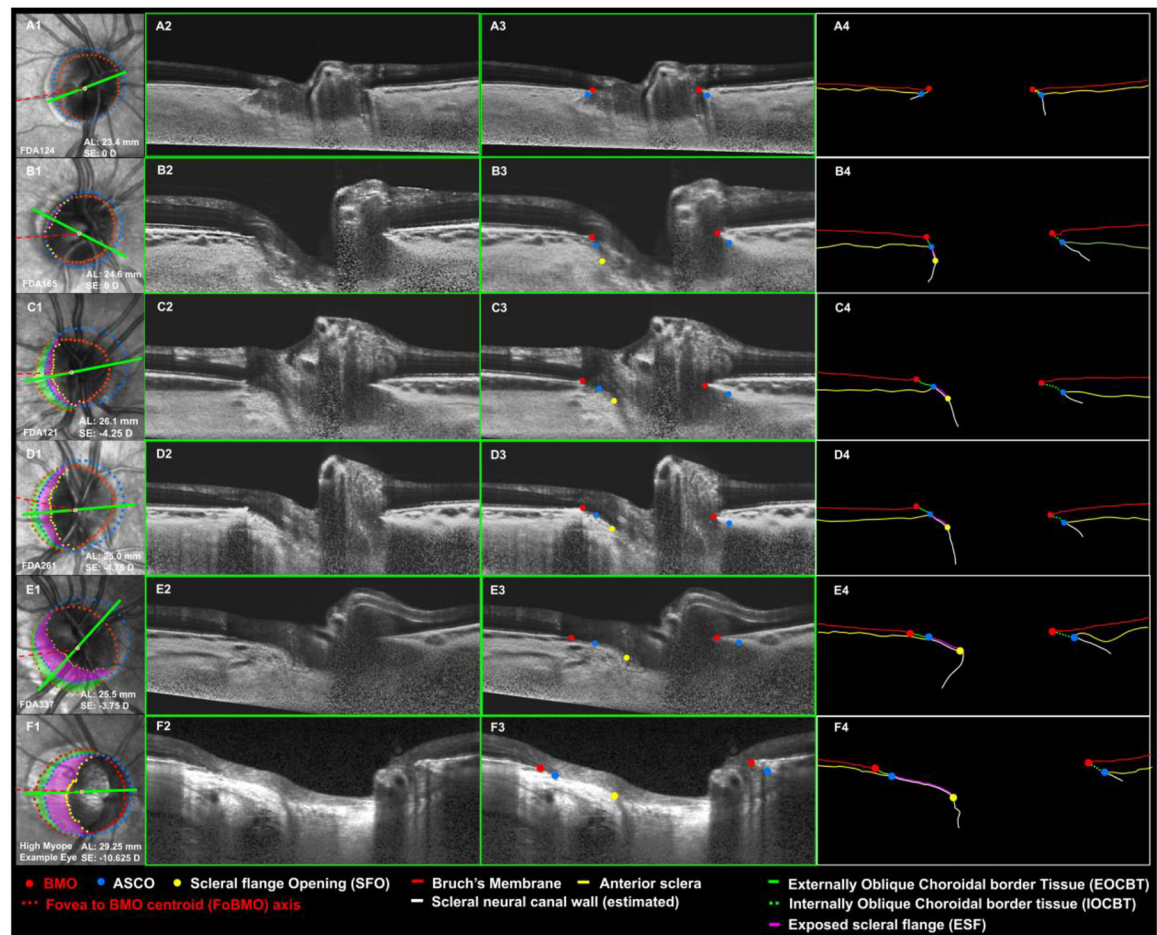 A1
A2
A3
A4
AL: 23.4 mm
SE: 0 D
FDA124
B1
B2
B3
B4
AL: 24.6 mm
SE: 0 D
FDA165
C1
C2
C3
C4
AL: 26.1 mm
SE: -4.25 D
FDA121
D1
D2
D3
D4
AL: 25.0 mm
SE: -4.75 D
FDA261
E1
E2
E3
E4
AL: 25.5 mm
SE: -3.75 D
FDA337
F1
F2
F3
F4
High Myope AL: 29.25 mm
Example Eye SE: -10.625 D
BMO ASCO Scleral flange Opening (SFO) Bruch's Membrane Anterior sclera Externally Oblique Choroidal border Tissue (EOCBT)
Fovea to BMO centroid (FoBMO) axis Scleral neural canal wall (estimated) Internally Oblique Choroidal border tissue (IOCBT)
Exposed scleral flange (ESF)